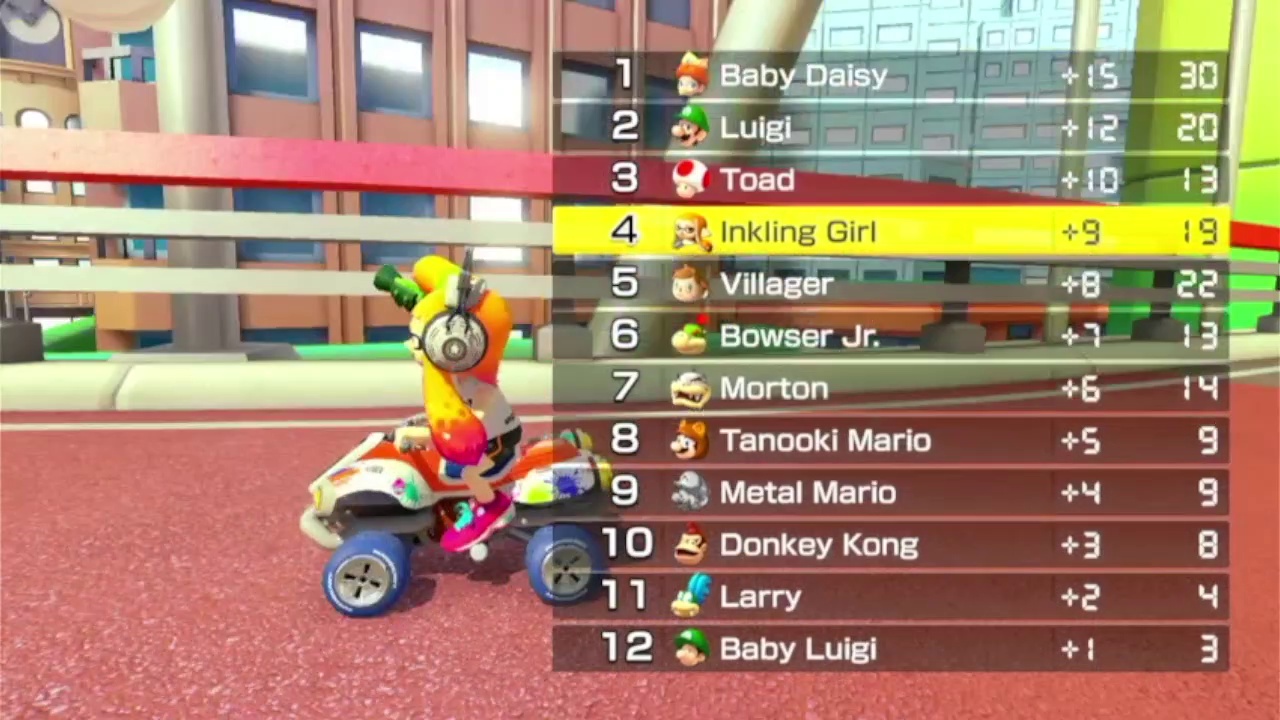 1 Baby Daisy +15 30
2 Luigi +12 20
3 Toad +10 13
4 Inkling Girl +9 19
5 Villager +8 22
6 Bowser Jr. +7 13
7 Morton +6 14
8 Tanooki Mario +5 9
9 Metal Mario +4 9
10 Donkey Kong +3 8
11 Larry +2 4
12 Baby Luigi +1 3